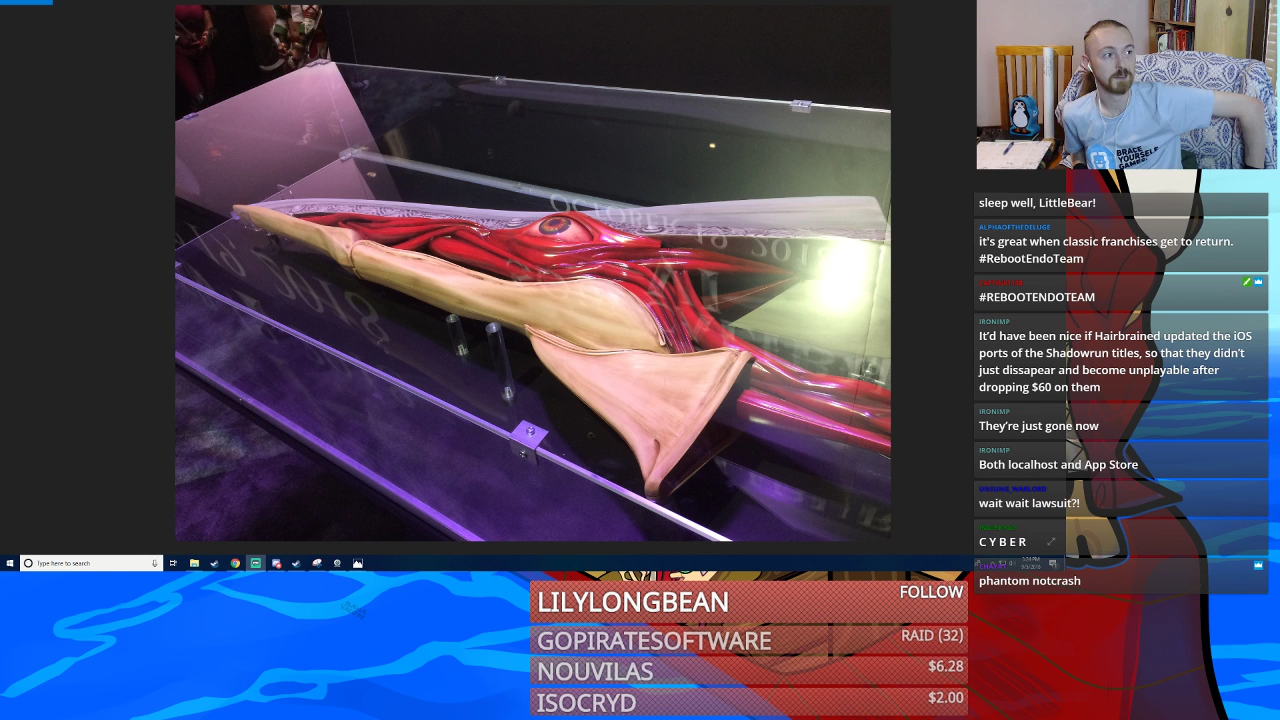 OCTOBER 19 201
2018
BRACE
YOURSELF
GAMES
sleep well, LittleBear!
ALPHAOFTHEDELUGE
it's great when classic franchises get to return.
#RebootEndoTeam
#REBOOTENDOTEAM
IRONIMP
It'd have been nice if Hairbrained updated the iOS
ports of the Shadowrun titles, so that they didn't
just dissapear and become unplayable after
dropping $60 on them
IRONIMP
They're just gone now
IRONIMP
Both localhost and App Store
wait wait lawsuit?!
C Y B E R
phantom notcrash
Type here to search
LILYLONGBEAN FOLLOW
GOPIRATESOFTWARE RAID (32)
NOUVILAS $6.28
ISOCRYD $2.00